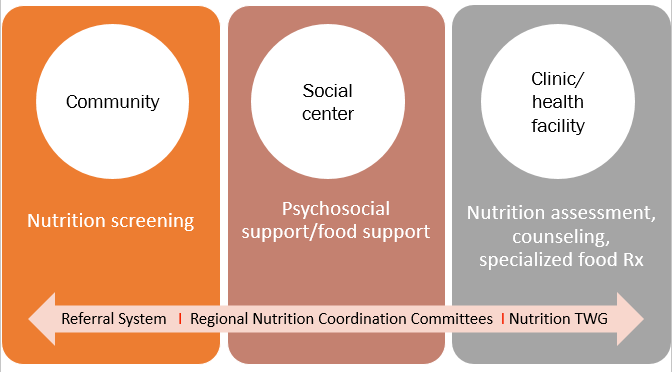 Community
Nutrition screening
Social
center
Psychosocial
support/food support
Clinic/
health
facility
Nutrition assessment,
counseling,
specialized food Rx
Referral System I Regional Nutrition Coordination Committees I Nutrition TWG